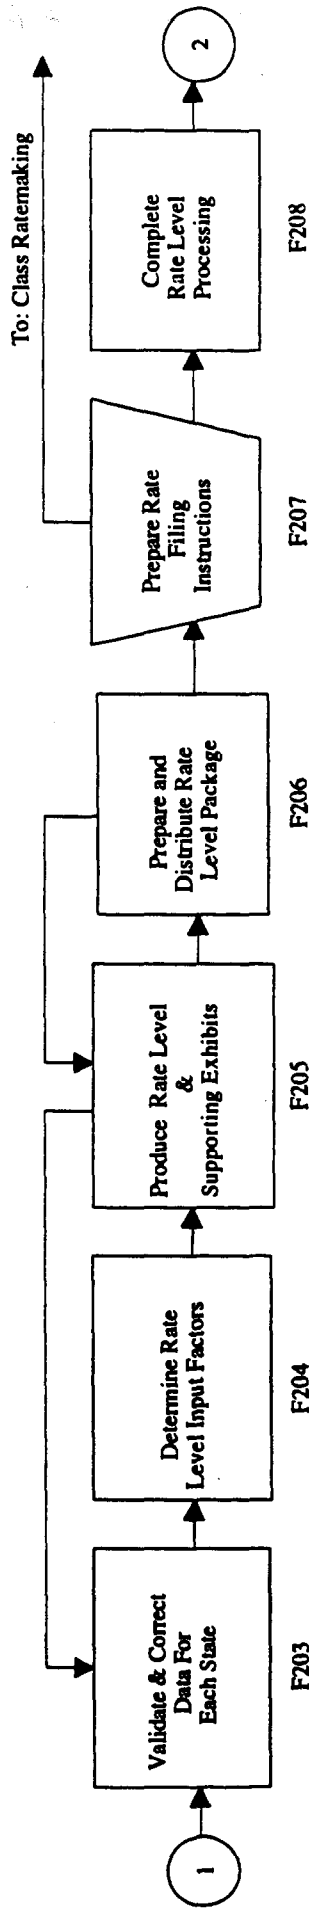 To: Class Ratemaking
1
Validate & Correct
Data For
Each State
F203
Determine Rate
Level Input Factors
F204
Produce Rate Level
&
Supporting Exhibits
F205
Prepare and
Distribute Rate
Level Package
F206
Prepare Rate
Filing
Instructions
F207
Complete
Rate Level
Processing
F208
2